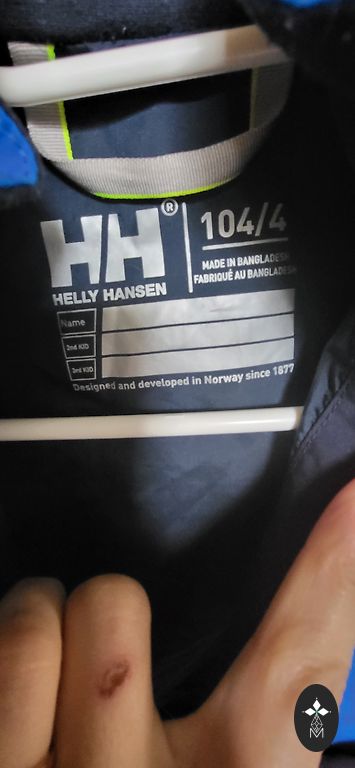 HH®
HELLY HANSEN
104/4
MADE IN BANGLADESH
FABRIQUÉ AU BANGLADESH
Name
2nd KID
3rd KID
Designed and developed in Norway since 1877
M